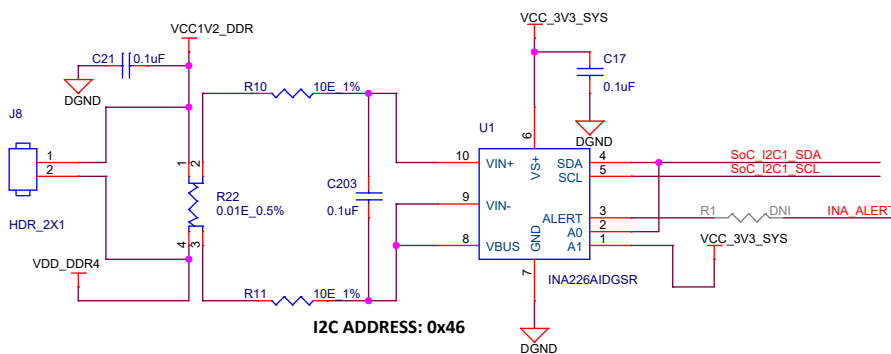 VCC1V2_DDR
VCC_3V3_SYS
C21
0.1uF
C17
0.1uF
DGND
R10
10E_1%
DGND
J8
U1
1
2
1
2
6
10
VIN+
VS+
SDA
4
SoC_I2C1_SDA
SCL
5
SoC_I2C1_SCL
R22
0.01E_0.5%
C203
0.1uF
9
VIN-
HDR_2X1
ALERT
3
R1
DNI
INA_ALERT
A0
2
8
VBUS
GND
A1
1
VCC_3V3_SYS
4
3
VDD_DDR4
7
INA226AIDGSR
R11
10E_1%
I2C ADDRESS: 0x46
DGND